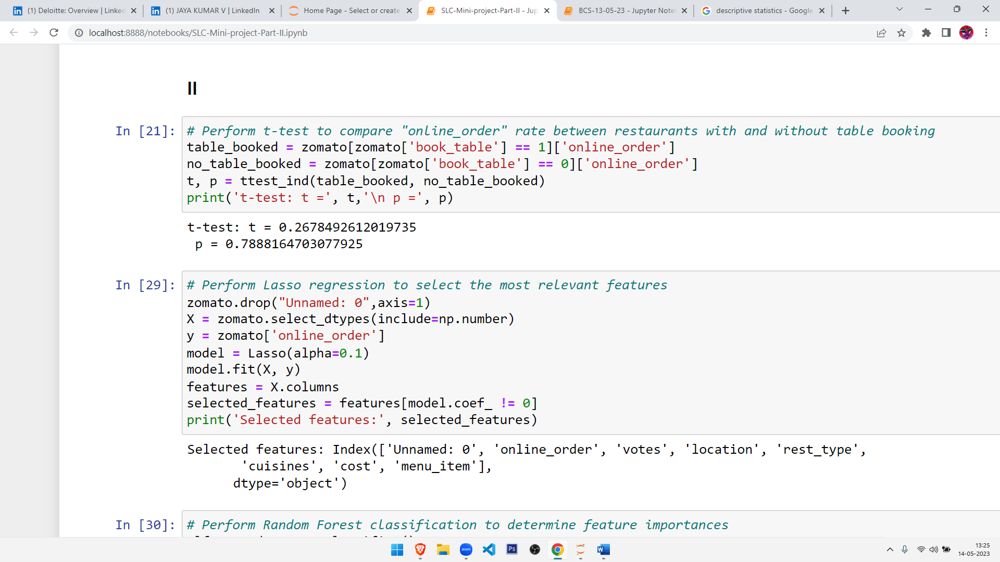 (1) Deloitte: Overview | Linked
(1) JAYA KUMAR V | LinkedIn
Home Page - Select or create
SLC-Mini-project-Part-II - Jup
BCS-13-05-23 - Jupyter Note
descriptive statistics - Google
localhost:8888/notebooks/SLC-Mini-project-Part-II.ipynb
II
In [21]:
# Perform t-test to compare "online_order" rate between restaurants with and without table booking
table_booked = zomato[zomato['book_table'] == 1]['online_order']
no_table_booked = zomato[zomato['book_table'] == 0]['online_order']
t, p = ttest_ind(table_booked, no_table_booked)
print('t-test: t =', t,'\n p =', p)
t-test: t = 0.2678492612019735
 p = 0.7888164703077925
In [29]:
# Perform Lasso regression to select the most relevant features
zomato.drop("Unnamed: 0",axis=1)
X = zomato.select_dtypes(include=np.number)
y = zomato['online_order']
model = Lasso(alpha=0.1)
model.fit(X, y)
features = X.columns
selected_features = features[model.coef_ != 0]
print('Selected features:', selected_features)
Selected features: Index(['Unnamed: 0', 'online_order', 'votes', 'location', 'rest_type',
       'cuisines', 'cost', 'menu_item'],
      dtype='object')
In [30]:
# Perform Random Forest classification to determine feature importances
zoom
Ps
W
13:25
14-05-2023